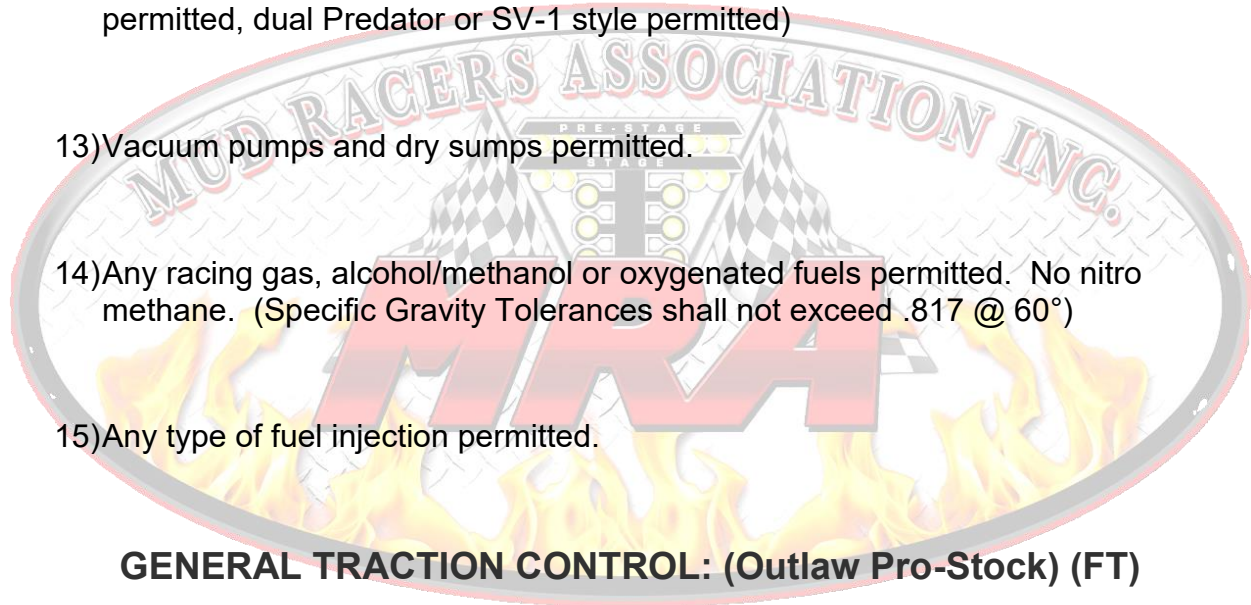 permitted, dual Predator or SV-1 style permitted)
MUD RACERS ASSOCIATION INC.
PRE-STAGE
13)Vacuum pumps and dry sumps permitted.
STAGE
14)Any racing gas, alcohol/methanol or oxygenated fuels permitted.  No nitro
methane.  (Specific Gravity Tolerances shall not exceed .817 @ 60°)
MRA
15)Any type of fuel injection permitted.
GENERAL TRACTION CONTROL: (Outlaw Pro-Stock) (FT)